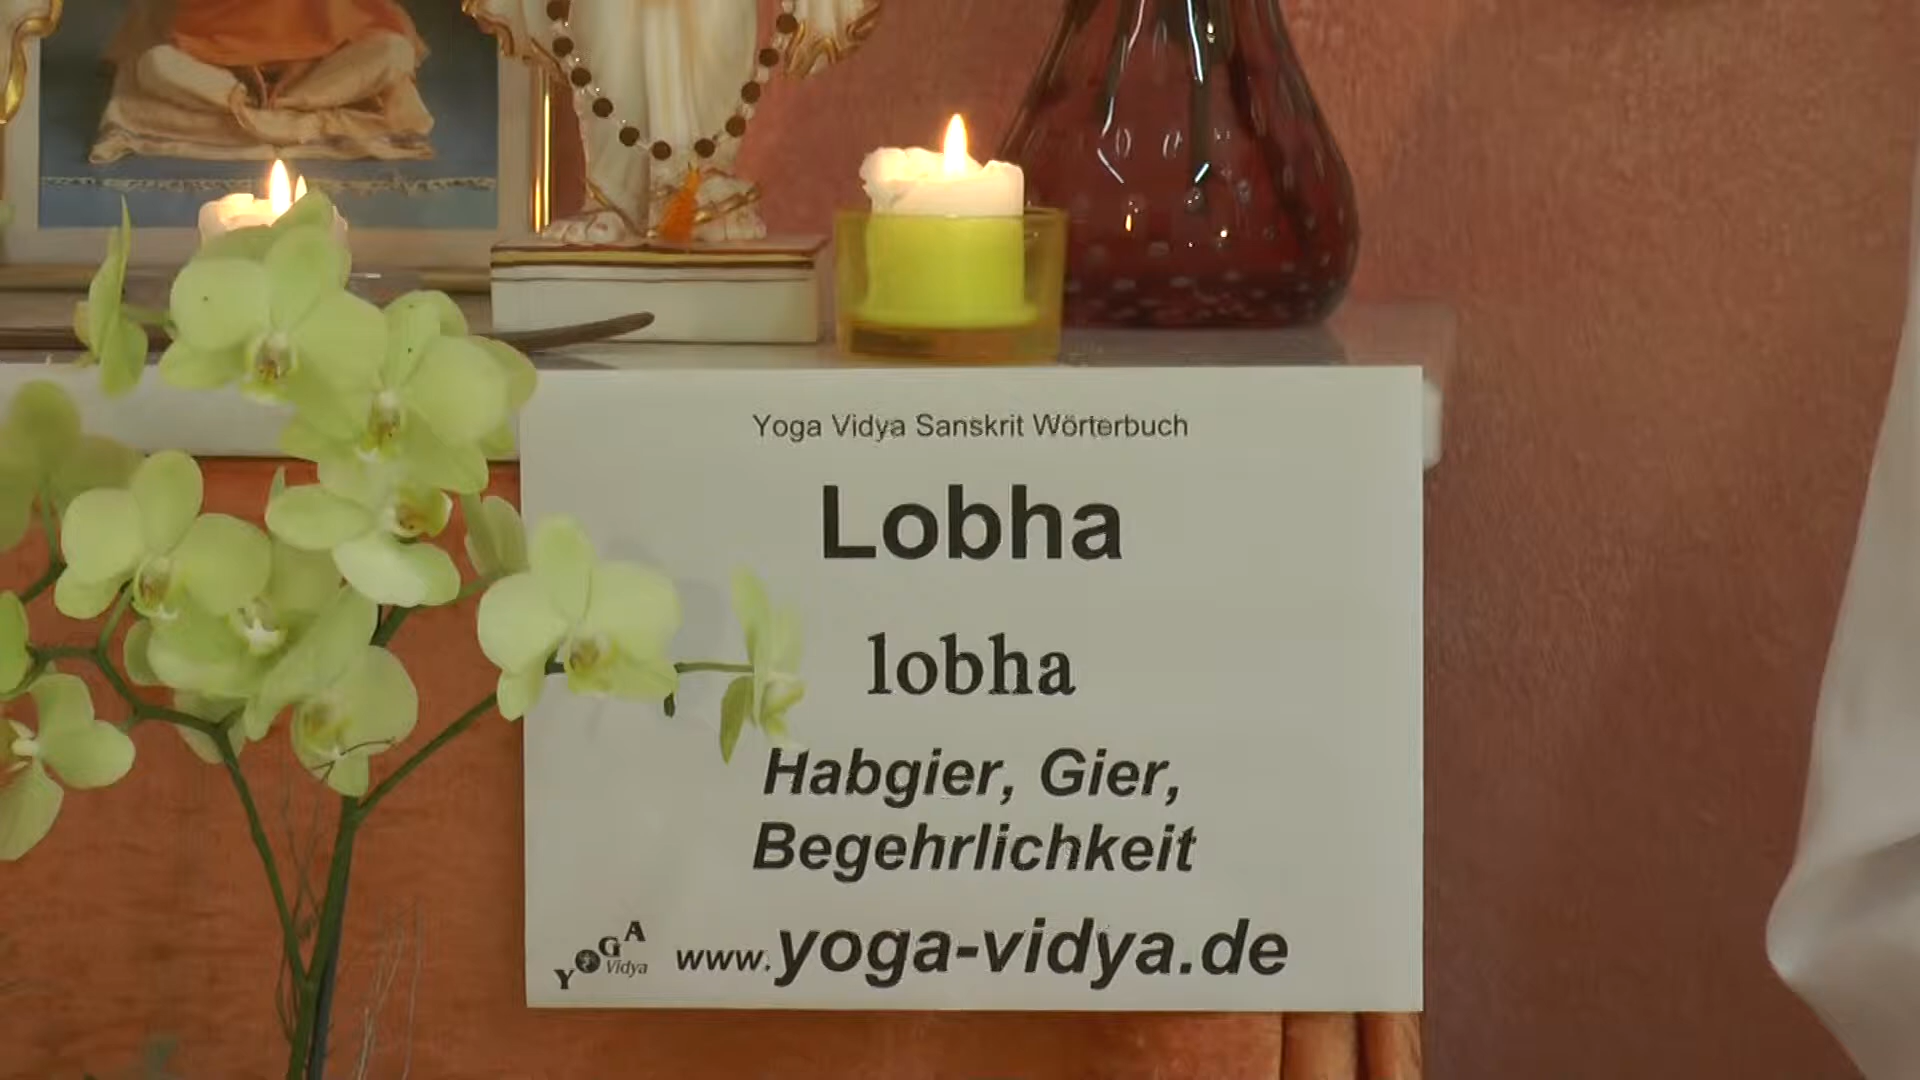 Yoga Vidya Sanskrit Wörterbuch
Lobha
lobha
Habgier, Gier,
Begehrlichkeit
YOGA Vidya www.yoga-vidya.de